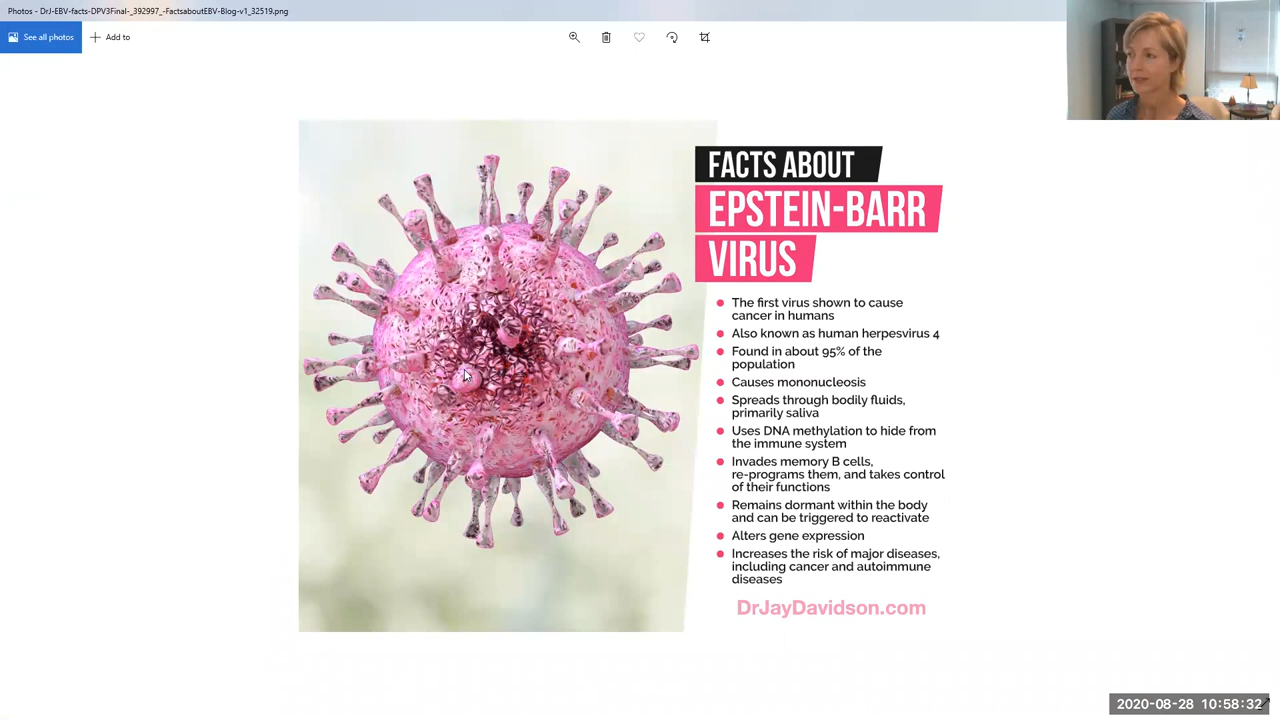 Photos - DrJ-EBV-facts-DPV3Final-_392997_-FactsaboutEBV-Blog-v1_32519.png
See all photos
Add to
FACTS ABOUT
EPSTEIN-BARR
VIRUS
The first virus shown to cause
cancer in humans
Also known as human herpesvirus 4
Found in about 95% of the
population
Causes mononucleosis
Spreads through bodily fluids,
primarily saliva
Uses DNA methylation to hide from
the immune system
Invades memory B cells,
re-programs them, and takes control
of their functions
Remains dormant within the body
and can be triggered to reactivate
Alters gene expression
Increases the risk of major diseases,
including cancer and autoimmune
diseases
DrJayDavidson.com
2020-08-28 10:58:32